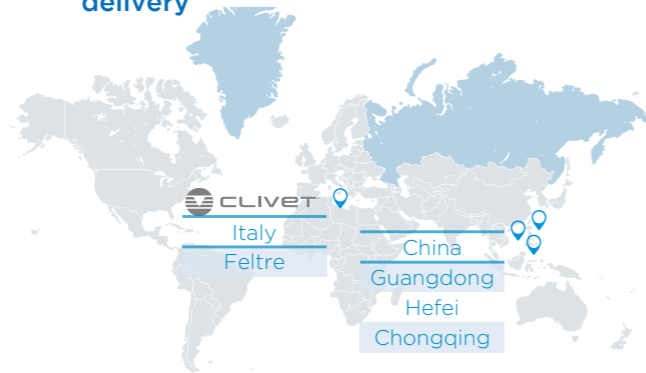 delivery
CLIVET
Italy
Feltre
China
Guangdong
Hefei
Chongqing